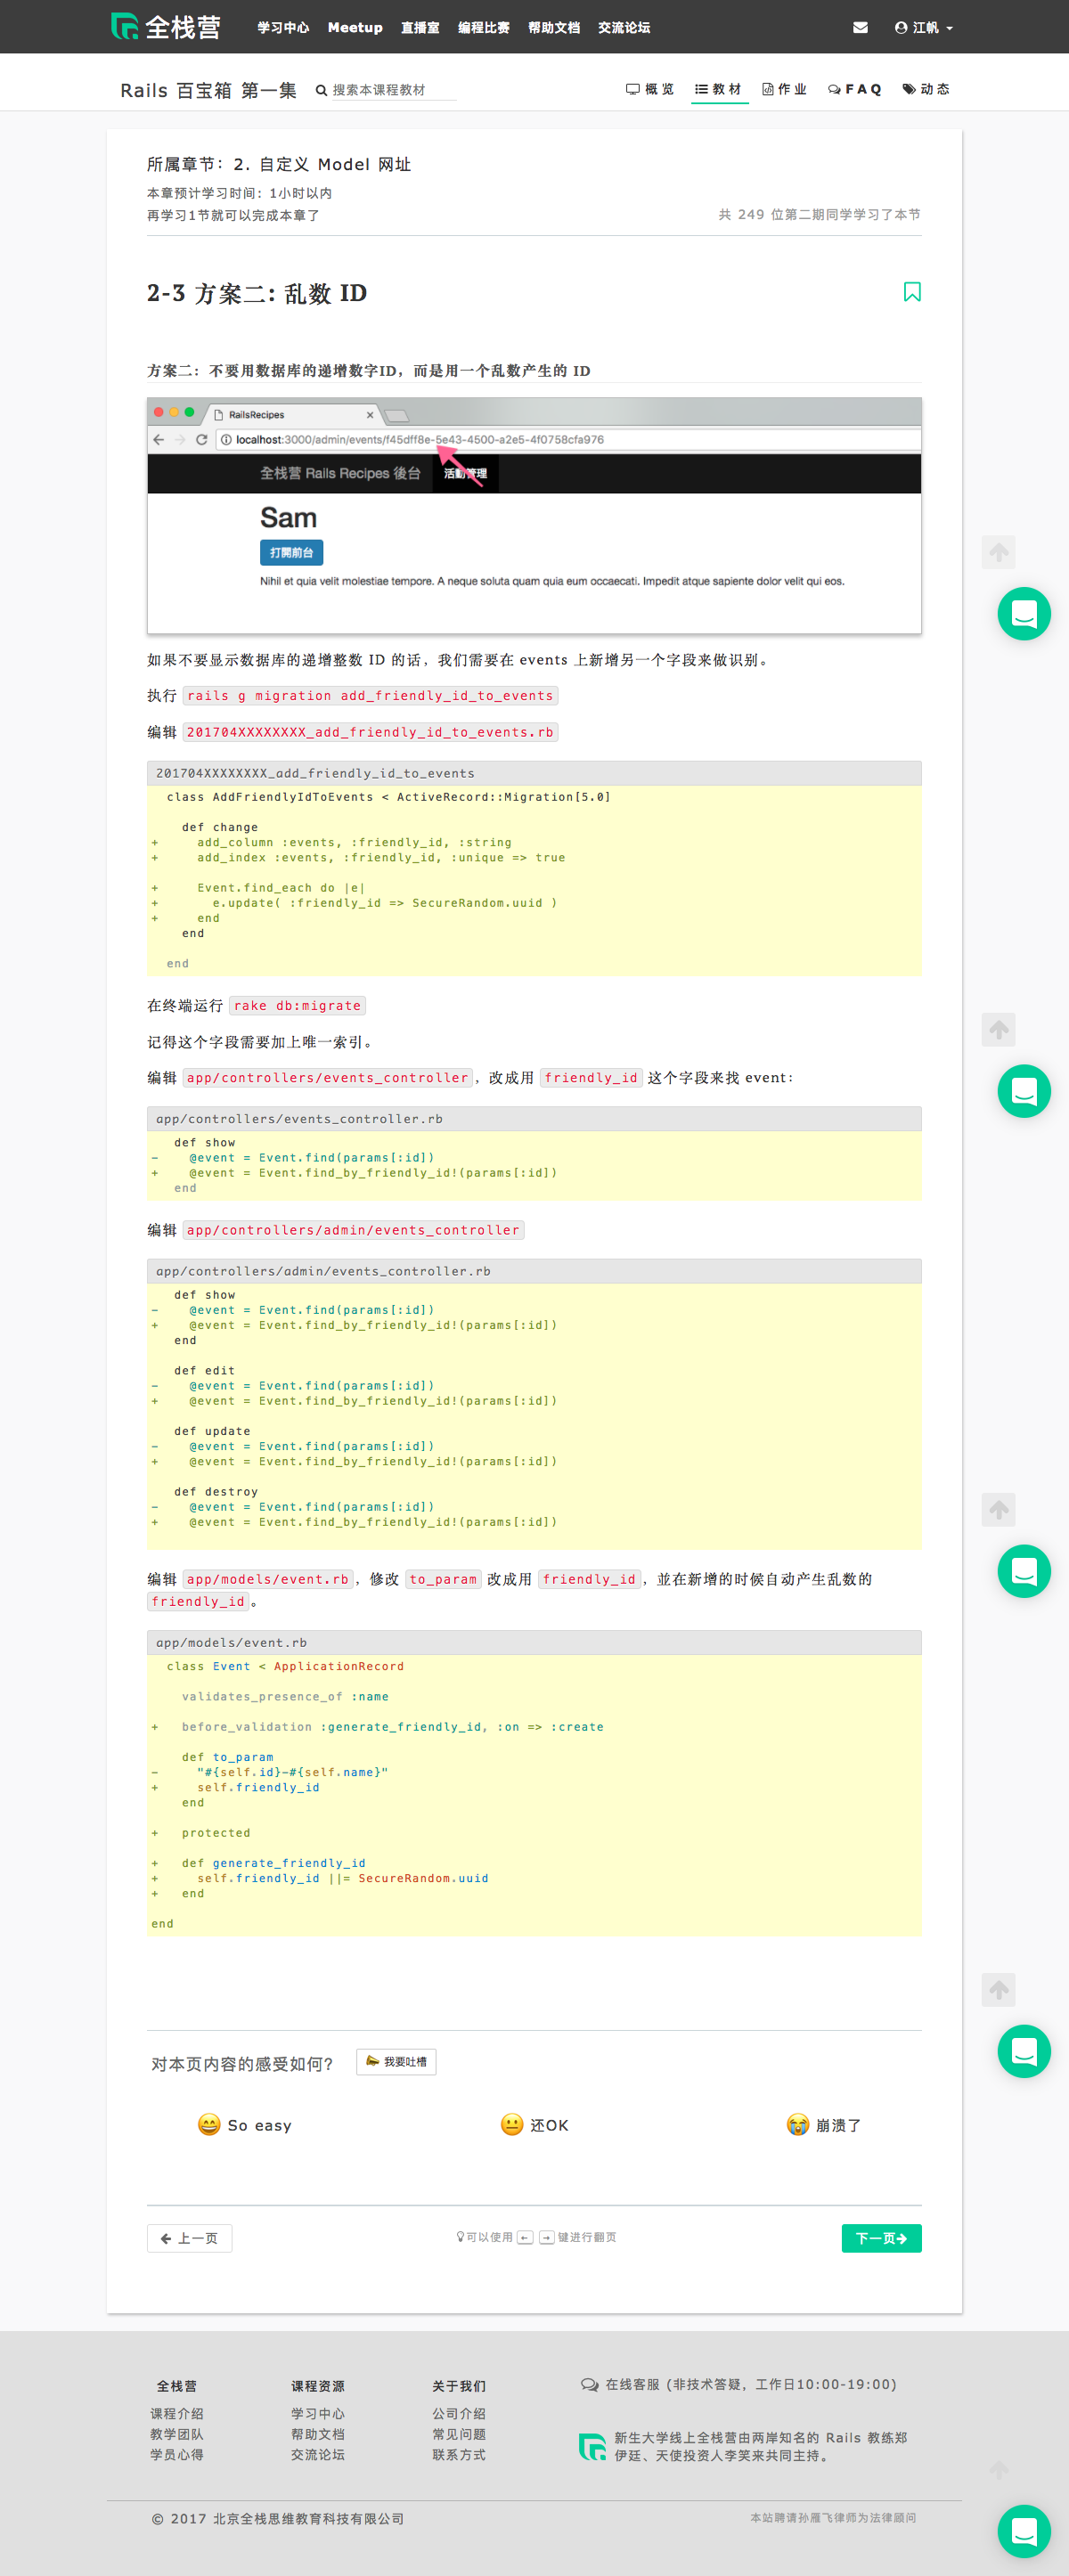 全栈营
学习中心 Meetup 直播室 编程比赛 帮助文档 交流论坛 江帆
Rails 百宝箱 第一集 搜索本课程教材 概览 教材 作业 FAQ 动态
所属章节：2. 自定义 Model 网址
本章预计学习时间：1小时以内
再学习1节就可以完成本章了 共 249 位第二期同学学习了本节
2-3 方案二: 乱数 ID
方案二：不要用数据库的递增数字ID，而是用一个乱数产生的 ID
RailsRecipes
localhost:3000/admin/events/f45dff8e-5e43-4500-a2e5-4f0758cfa976
全栈营 Rails Recipes 後台 活動管理
Sam
打開前台
Nihil et quia velit molestiae tempore. A neque soluta quam quia eum occaecati. Impedit atque sapiente dolor velit qui eos.
如果不要显示数据库的递增整数 ID 的话，我们需要在 events 上新增另一个字段来做识别。
执行 rails g migration add_friendly_id_to_events
编辑 201704XXXXXXXX_add_friendly_id_to_events.rb
201704XXXXXXXX_add_friendly_id_to_events
class AddFriendlyIdToEvents < ActiveRecord::Migration[5.0]
def change
+ add_column :events, :friendly_id, :string
+ add_index :events, :friendly_id, :unique => true
+ Event.find_each do |e|
+ e.update( :friendly_id => SecureRandom.uuid )
+ end
end
end
在终端运行 rake db:migrate
记得这个字段需要加上唯一索引。
编辑 app/controllers/events_controller，改成用 friendly_id 这个字段来找 event：
app/controllers/events_controller.rb
def show
- @event = Event.find(params[:id])
+ @event = Event.find_by_friendly_id!(params[:id])
end
编辑 app/controllers/admin/events_controller
app/controllers/admin/events_controller.rb
def show
- @event = Event.find(params[:id])
+ @event = Event.find_by_friendly_id!(params[:id])
end
def edit
- @event = Event.find(params[:id])
+ @event = Event.find_by_friendly_id!(params[:id])
def update
- @event = Event.find(params[:id])
+ @event = Event.find_by_friendly_id!(params[:id])
def destroy
- @event = Event.find(params[:id])
+ @event = Event.find_by_friendly_id!(params[:id])
编辑 app/models/event.rb，修改 to_param 改成用 friendly_id，並在新增的时候自动产生乱数的
friendly_id。
app/models/event.rb
class Event < ApplicationRecord
validates_presence_of :name
+ before_validation :generate_friendly_id, :on => :create
def to_param
- "#{self.id}-#{self.name}"
+ self.friendly_id
end
+ protected
+ def generate_friendly_id
+ self.friendly_id ||= SecureRandom.uuid
+ end
end
对本页内容的感受如何? 我要吐槽
So easy 还OK 崩溃了
← 上一页 可以使用 ← → 键进行翻页 下一页→
全栈营 课程资源 关于我们 在线客服 (非技术答疑，工作日10:00-19:00)
课程介绍 学习中心 公司介绍
教学团队 帮助文档 常见问题 新生大学线上全栈营由两岸知名的 Rails 教练郑
学员心得 交流论坛 联系方式 伊廷、天使投资人李笑来共同主持。
© 2017 北京全栈思维教育科技有限公司 本站聘请孙雁飞律师为法律顾问